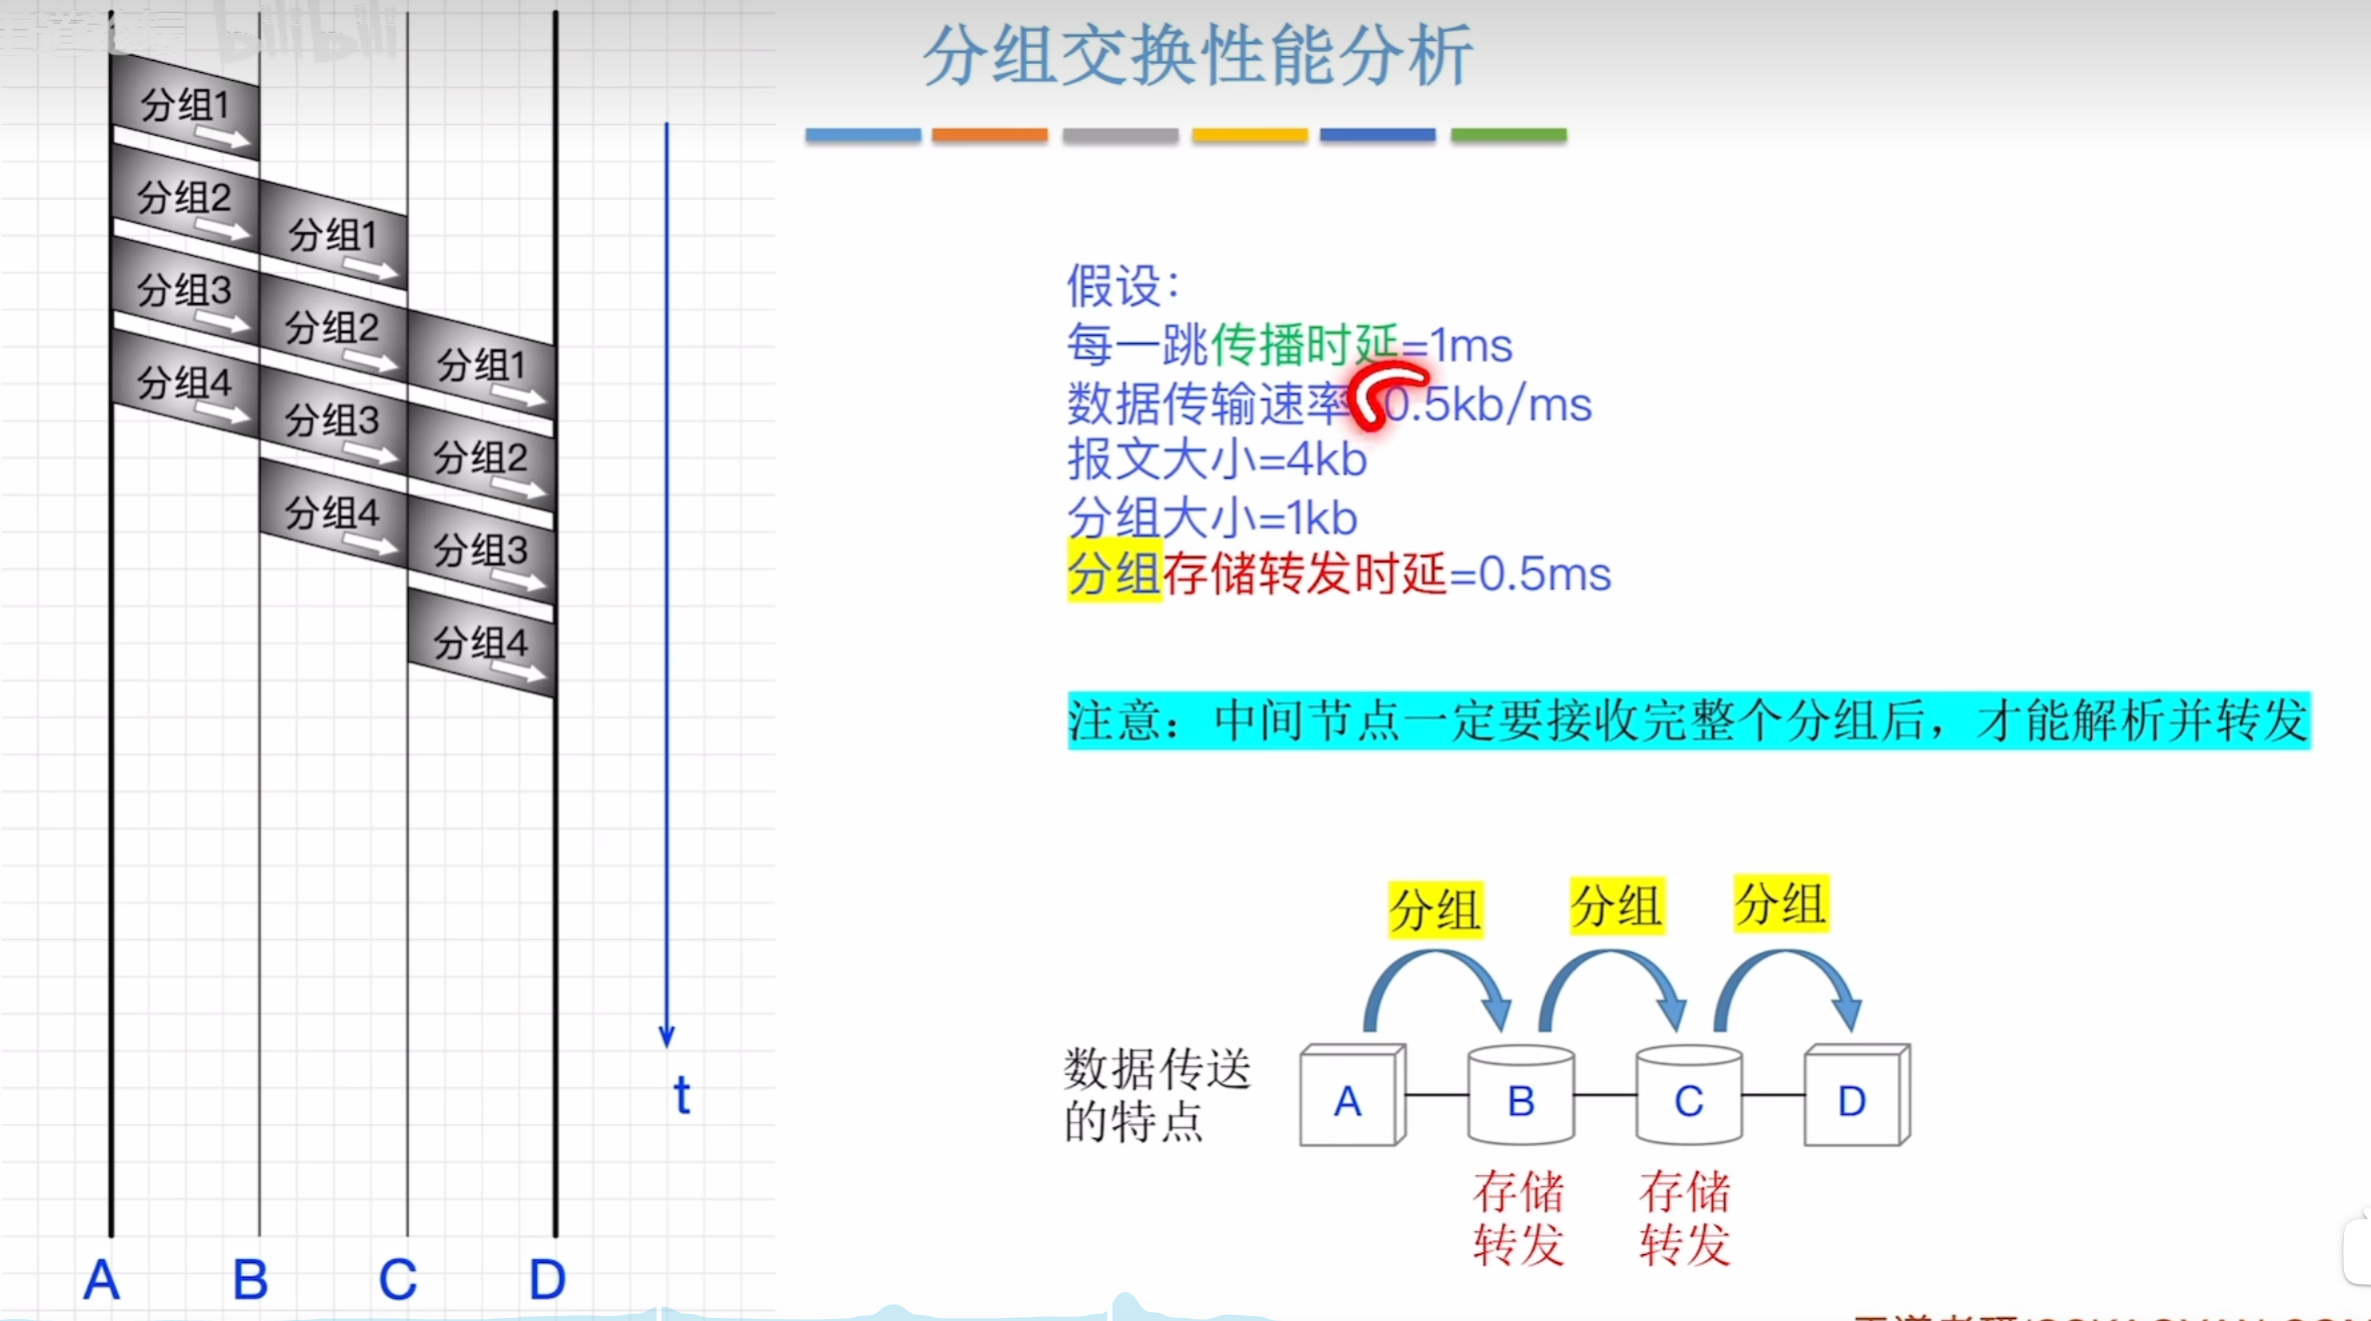 bilibili
分组交换性能分析
分组1
分组2
分组1
分组3
分组2
分组1
分组4
分组3
分组2
分组4
分组3
分组4
t
A
B
C
D
假设：
每一跳传播时延=1ms
数据传输速率0.5kb/ms
报文大小=4kb
分组大小=1kb
分组存储转发时延=0.5ms
注意：中间节点一定要接收完整个分组后，才能解析并转发
分组
分组
分组
数据传送
的特点
A
B
C
D
存储
转发
存储
转发